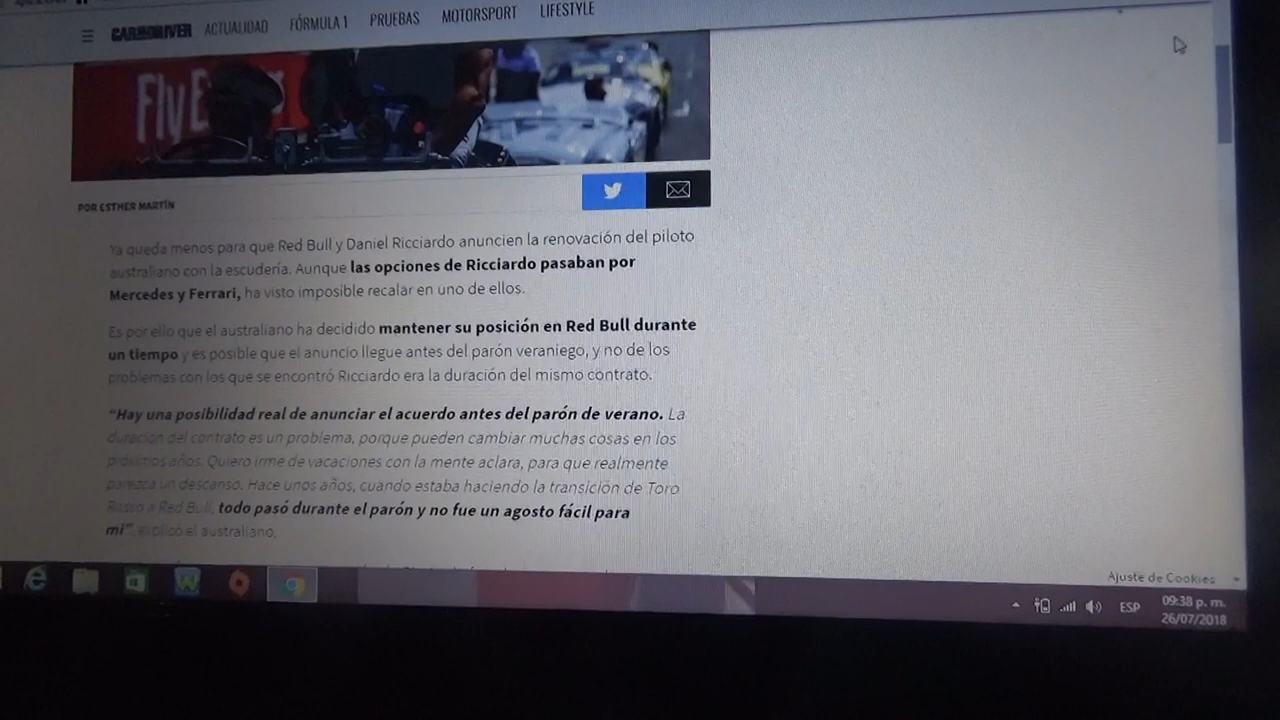 CAR AND DRIVER ACTUALIDAD FÓRMULA 1 PRUEBAS MOTORSPORT LIFESTYLE
Fly E
POR ESTHER MARTÍN
Ya queda menos para que Red Bull y Daniel Ricciardo anuncien la renovación del piloto
australiano con la escudería. Aunque las opciones de Ricciardo pasaban por
Mercedes y Ferrari, ha visto imposible recalar en uno de ellos.
Es por ello que el australiano ha decidido mantener su posición en Red Bull durante
un tiempo y es posible que el anuncio llegue antes del parón veraniego, y no de los
problemas con los que se encontró Ricciardo era la duración del mismo contrato.
"Hay una posibilidad real de anunciar el acuerdo antes del parón de verano. La
duración del contrato es un problema, porque pueden cambiar muchas cosas en los
próximos años. Quiero irme de vacaciones con la mente aclara, para que realmente
parezca un descanso. Hace unos años, cuando estaba haciendo la transición de Toro
Rosso a Red Bull, todo pasó durante el parón y no fue un agosto fácil para
mi", explicó el australiano.
Ajuste de Cookies
ESP
09:38 p. m.
26/07/2018